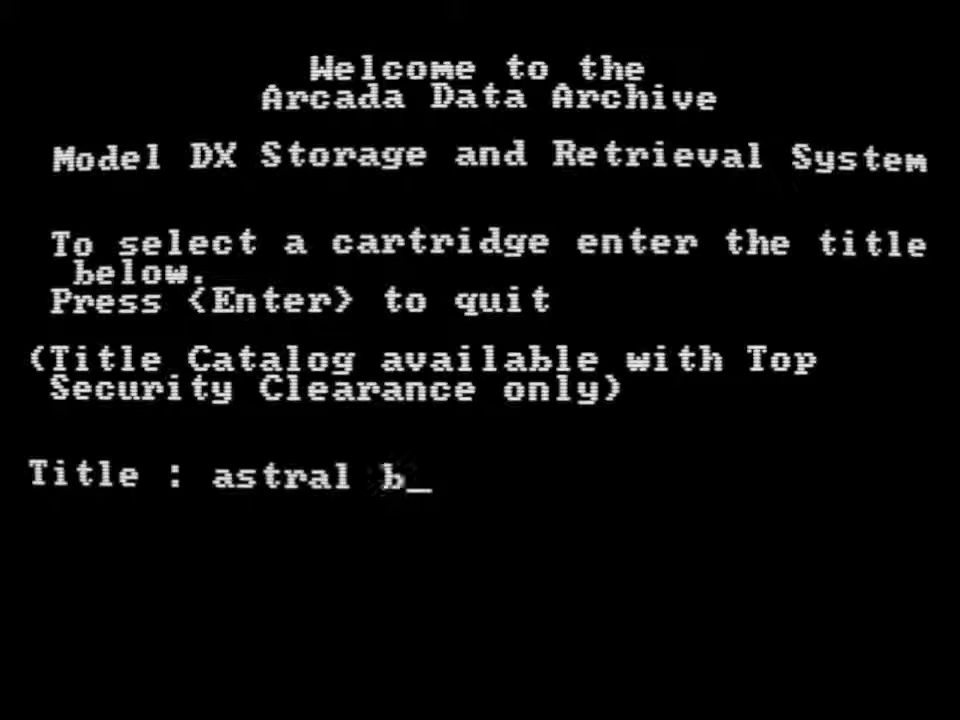 Welcome to the
Arcada Data Archive
Model DX Storage and Retrieval System
To select a cartridge enter the title
below.
Press <Enter> to quit
(Title Catalog available with Top
Security Clearance only)
Title : astral b_